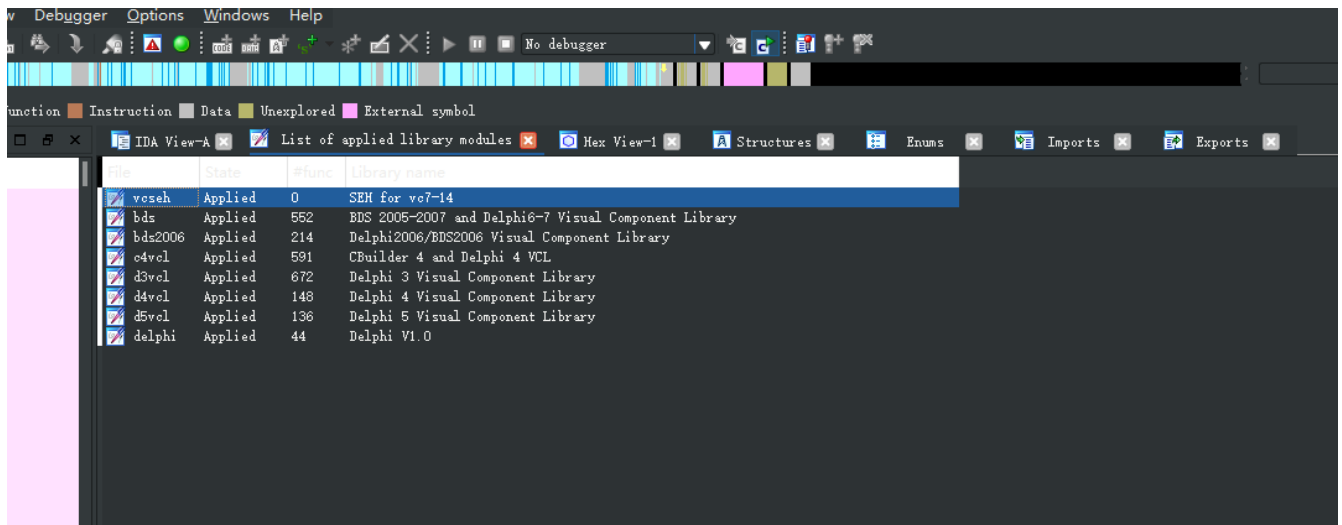 Debugger Options Windows Help
No debugger
Instruction Data Unexplored External symbol
IDA View-A List of applied library modules Hex View-1 Structures Enums Imports Exports
File State #func Library name
vcseh Applied 0 SEH for vc7-14
bds Applied 552 BDS 2005-2007 and Delphi6-7 Visual Component Library
bds2006 Applied 214 Delphi2006/BDS2006 Visual Component Library
c4vcl Applied 591 CBuilder 4 and Delphi 4 VCL
d3vcl Applied 672 Delphi 3 Visual Component Library
d4vcl Applied 148 Delphi 4 Visual Component Library
d5vcl Applied 136 Delphi 5 Visual Component Library
delphi Applied 44 Delphi V1.0